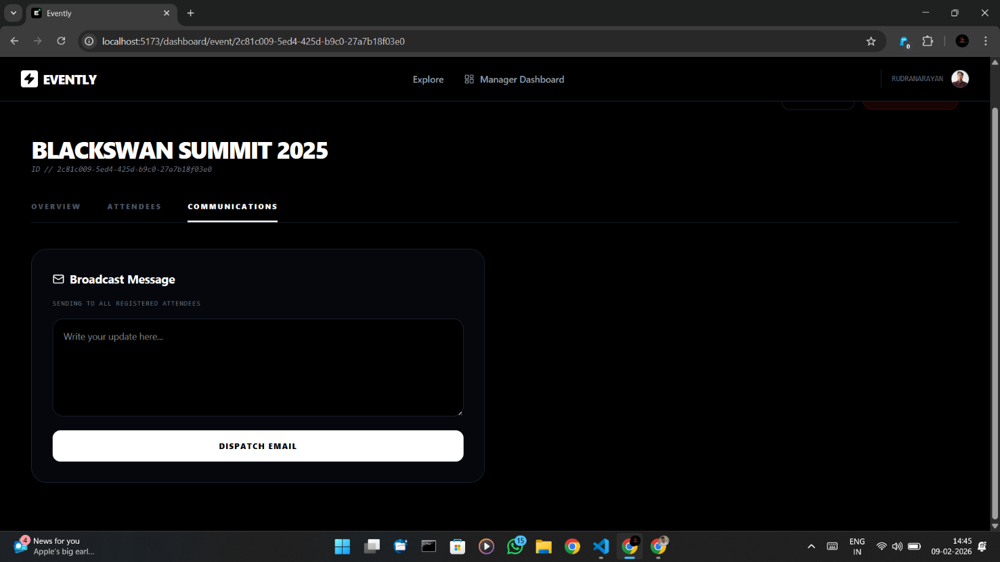 Evently
localhost:5173/dashboard/event/2c81c009-5ed4-425d-b9c0-27a7b18f03e0
0
EVENTLY
Explore
Manager Dashboard
RUDRANARAYAN
BLACKSWAN SUMMIT 2025
ID // 2c81c009-5ed4-425d-b9c0-27a7b18f03e0
OVERVIEW
ATTENDEES
COMMUNICATIONS
Broadcast Message
SENDING TO ALL REGISTERED ATTENDEES
Write your update here...
DISPATCH EMAIL
4
News for you
Apple's big earl...
15
ENG
IN
14:45
09-02-2026